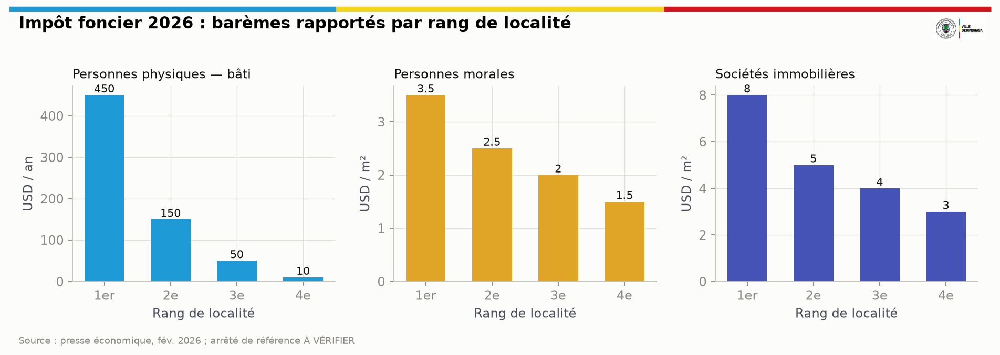 Impôt foncier 2026 : barèmes rapportés par rang de localité
VILLE
DE KINSHASA
Personnes physiques — bâti
450
400
300
200
100
0
150
50
10
USD / an
1er 2e 3e 4e
Rang de localité
Personnes morales
3.5
3
2
1
0
2.5
2
1.5
USD / m²
1er 2e 3e 4e
Rang de localité
Sociétés immobilières
8
8
6
4
2
0
5
4
3
USD / m²
1er 2e 3e 4e
Rang de localité
Source : presse économique, fév. 2026 ; arrêté de référence À VÉRIFIER